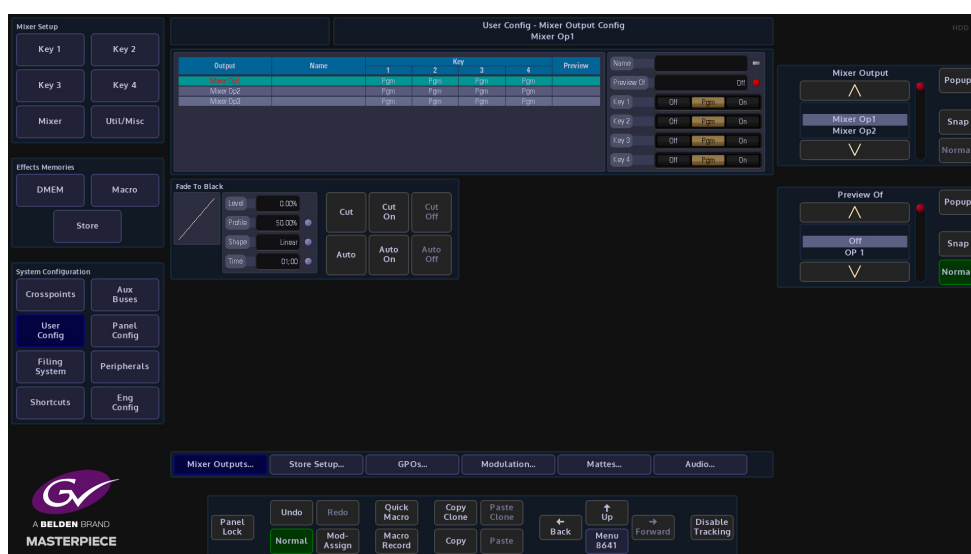 Mixer Setup
Key 1
Key 2
Key 3
Key 4
Mixer
Util/Misc
Effects Memories
DMEM
Macro
Store
System Configuration
Crosspoints
Aux
Buses
User
Config
Panel
Config
Filing
System
Peripherals
Shortcuts
Eng
Config
A BELDEN BRAND
MASTERPIECE
User Config - Mixer Output Config
Mixer Op1
HDD
Output
Name
Key
Preview
1
2
3
4
Mixer Op1
Pgm
Pgm
Pgm
Pgm
Mixer Op2
Pgm
Pgm
Pgm
Pgm
Mixer Op3
Pgm
Pgm
Pgm
Pgm
Name
Preview Of
Off
Key 1
Off
Pgm
On
Key 2
Off
Pgm
On
Key 3
Off
Pgm
On
Key 4
Off
Pgm
On
Fade To Black
Level
0.00%
Profile
50.00%
Shape
Linear
Time
01:00
Cut
Cut
On
Cut
Off
Auto
Auto
On
Auto
Off
Mixer Output
Mixer Op1
Mixer Op2
Popup
Snap
Norma
Preview Of
Off
OP 1
Popup
Snap
Norma
Mixer Outputs...
Store Setup...
GPOs...
Modulation...
Mattes...
Audio...
Panel
Lock
Undo
Redo
Normal
Mod-
Assign
Quick
Macro
Macro
Record
Copy
Clone
Paste
Clone
Copy
Paste
Back
Up
Menu
8641
Forward
Disable
Tracking